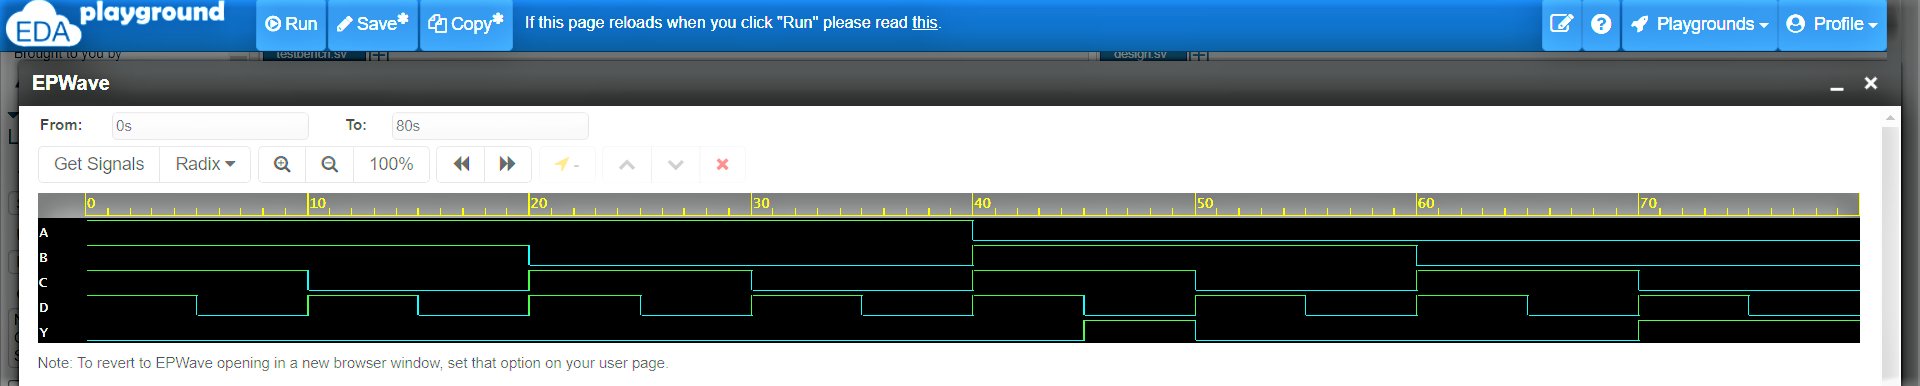 EDA playground
Run
Save*
Copy*
If this page reloads when you click "Run" please read this.
Playgrounds
Profile
Brought to you by
testbench.sv
design.sv
EPWave
From:
0s
To:
80s
Get Signals
Radix
100%
-
0
10
20
30
40
50
60
70
A
B
C
D
Y
Note: To revert to EPWave opening in a new browser window, set that option on your user page.